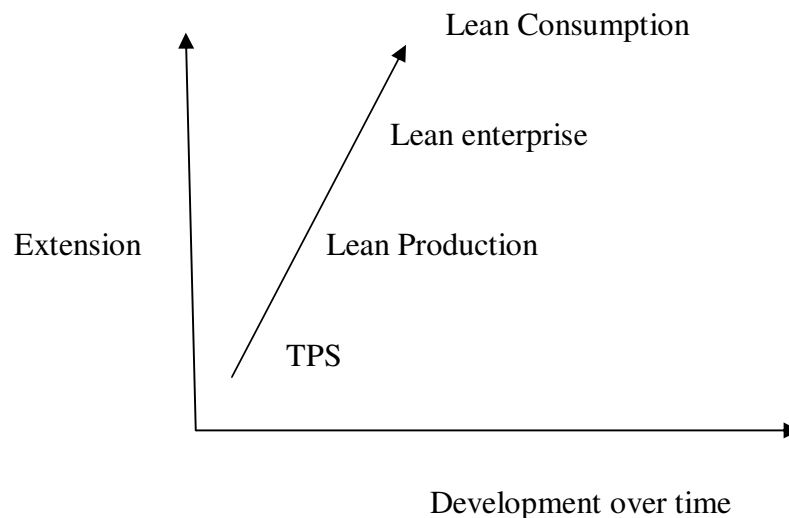 Lean Consumption
Lean enterprise
Extension
Lean Production
TPS
Development over time